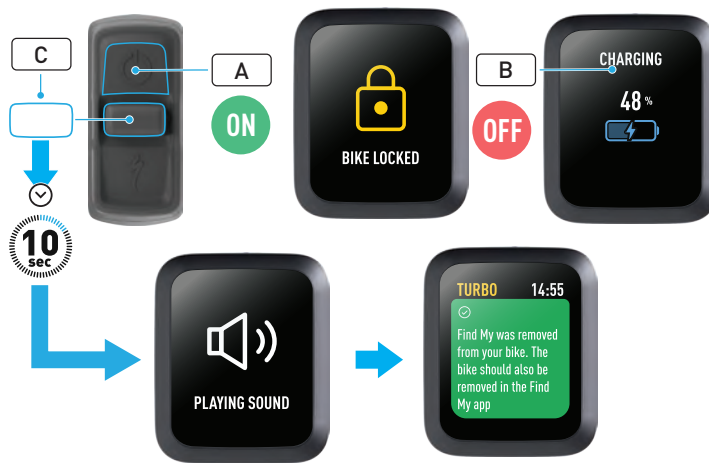 C
A
B
ON
BIKE LOCKED
OFF
CHARGING
48 %
10
sec
PLAYING SOUND
TURBO 14:55
Find My was removed
from your bike. The
bike should also be
removed in the Find
My app